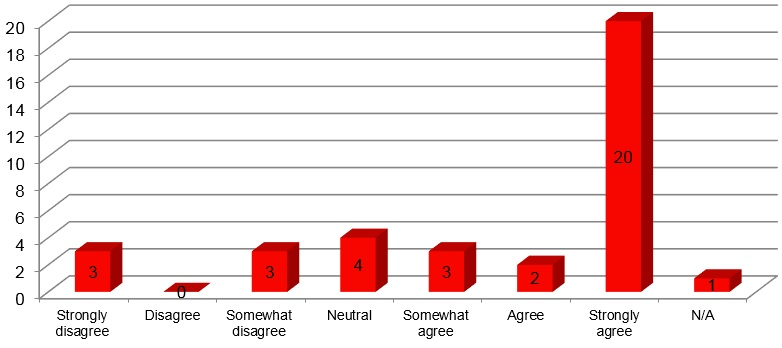 20
18
16
14
12
10
8
6
4
2
0
3
0
3
4
3
2
20
1
Strongly disagree
Disagree
Somewhat disagree
Neutral
Somewhat agree
Agree
Strongly agree
N/A